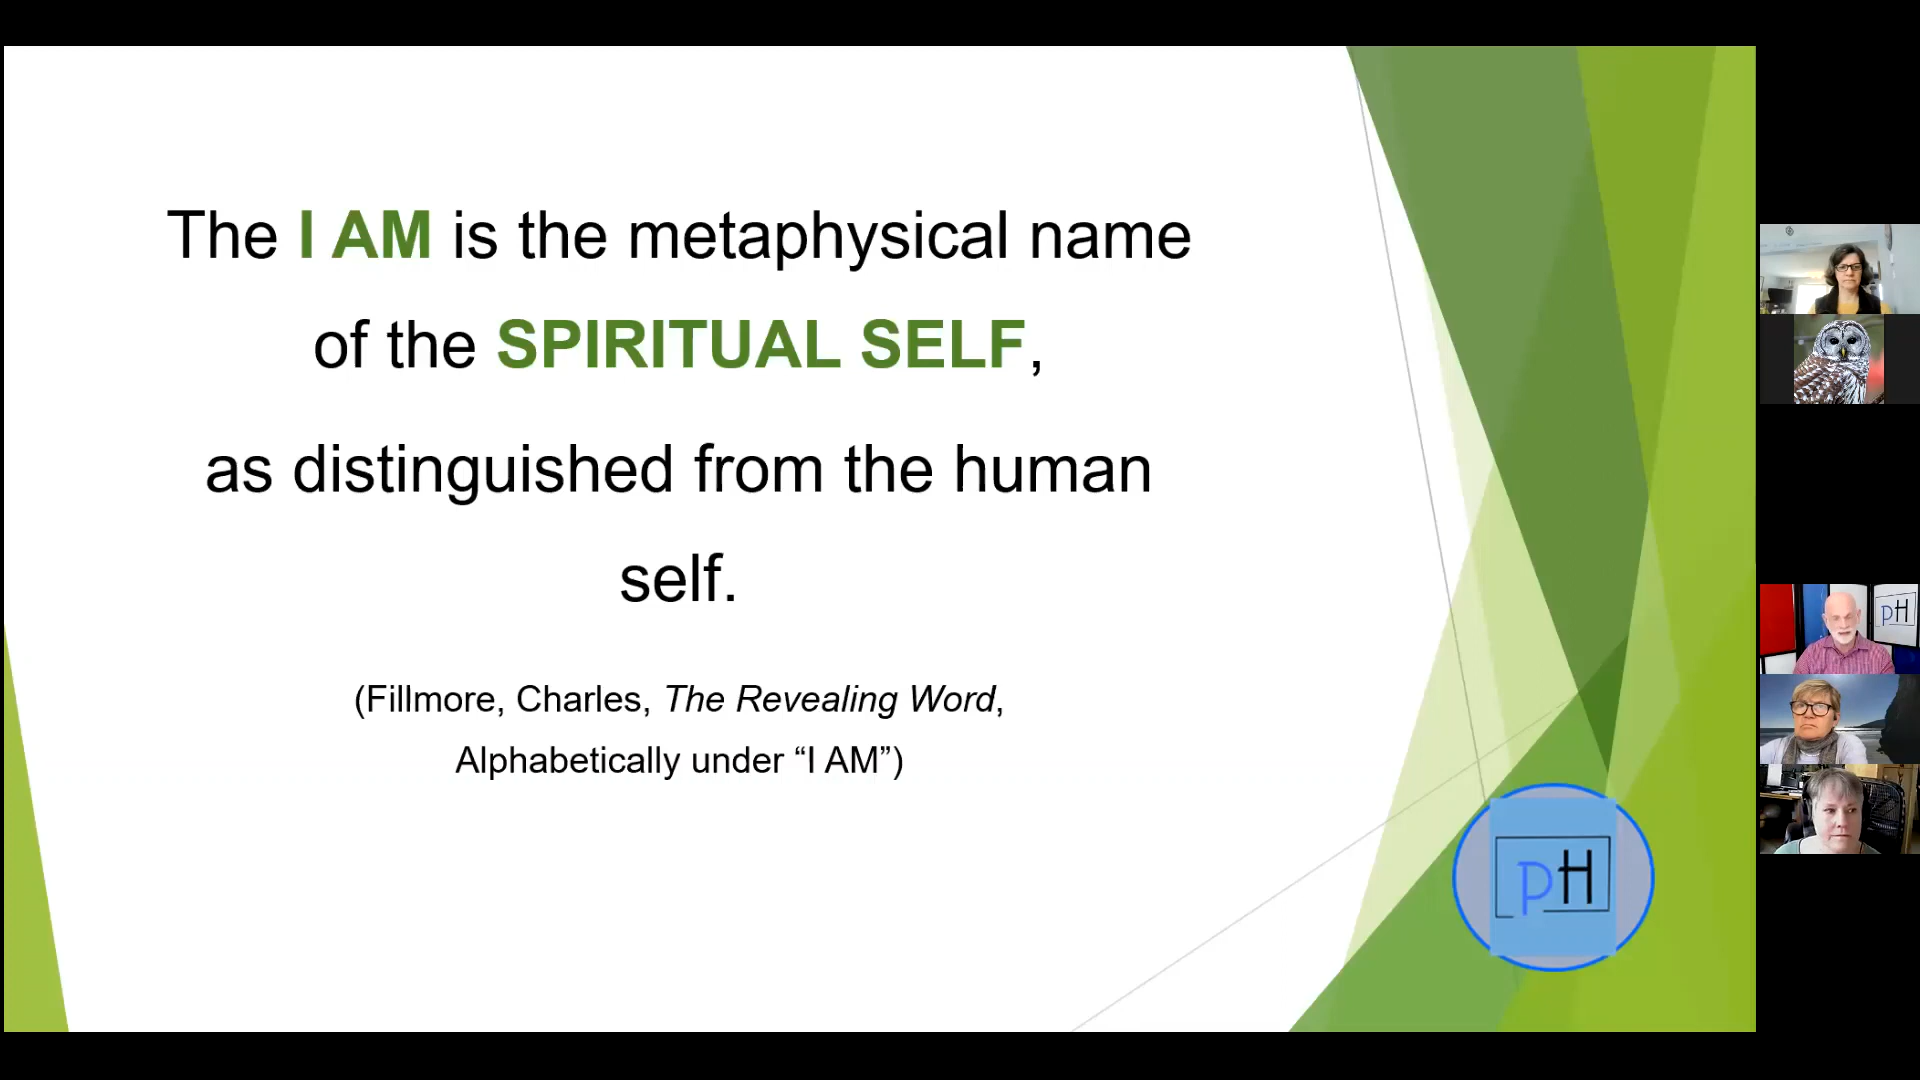 The I AM is the metaphysical name
of the SPIRITUAL SELF,
as distinguished from the human
self.
(Fillmore, Charles, The Revealing Word,
Alphabetically under “I AM”)
pH
pH